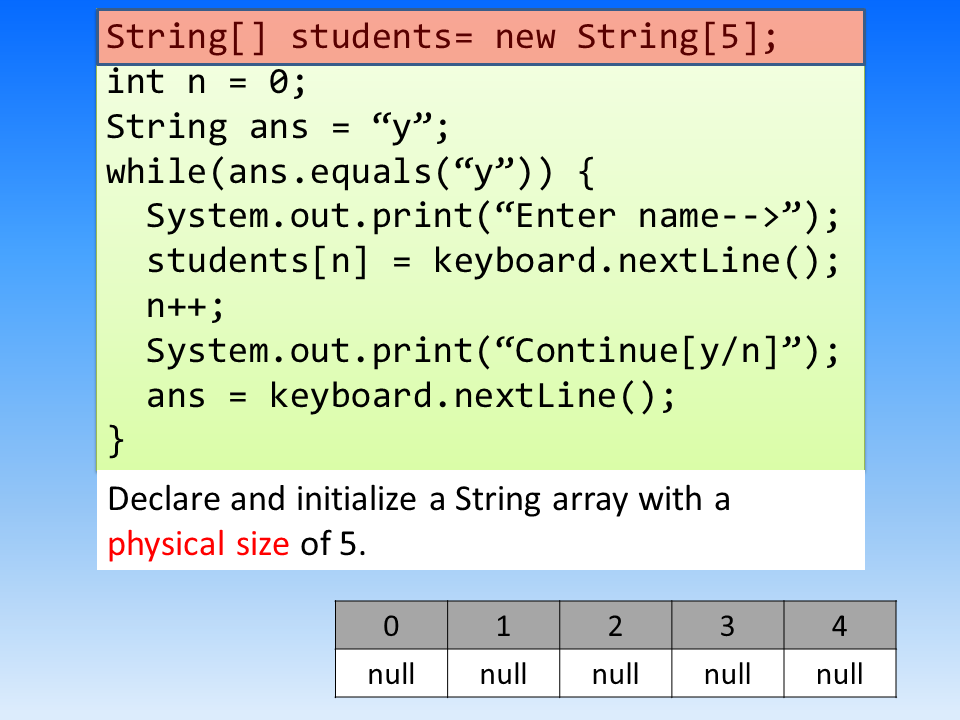 String[] students= new String[5];
int n = 0;
String ans = “y”;
while(ans.equals(“y”)) {
  System.out.print(“Enter name-->”);
  students[n] = keyboard.nextLine();
  n++;
  System.out.print(“Continue[y/n]”);
  ans = keyboard.nextLine();
}
Declare and initialize a String array with a
physical size of 5.
0 1 2 3 4
null null null null null